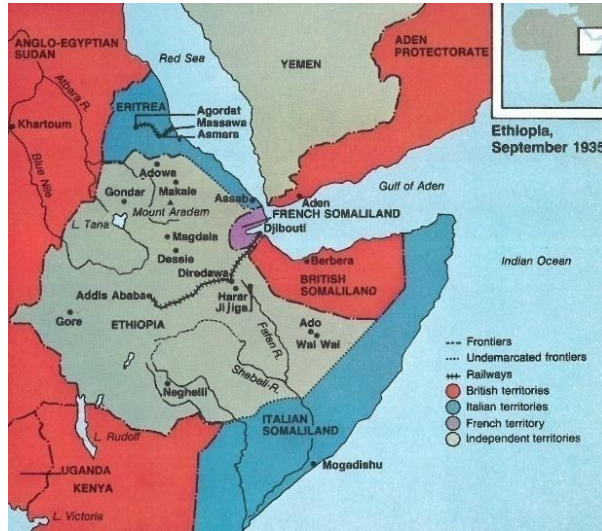 ANGLO-EGYPTIAN
SUDAN
Atbara R.
Khartoum
Blue Nile
Red Sea
YEMEN
ADEN
PROTECTORATE
ERITREA
Agordat
Massawa
Asmara
Ethiopia,
September 1935
Adowa
Makale
Gondar
Mount Aradam
L. Tana
Assab
Aden
Gulf of Aden
FRENCH SOMALILAND
Djibouti
Magdala
Dessie
Diredawa
Berbera
BRITISH
SOMALILAND
Indian Ocean
Addis Ababa
Harar
Jijiga
Gore
ETHIOPIA
Fafan R.
Ado
Wal Wal
Shebeli R.
Neghelli
L. Rudolf
ITALIAN
SOMALILAND
Mogadishu
UGANDA
KENYA
L. Victoria
Frontiers
Undemarcated frontiers
Railways
British territories
Italian territories
French territory
Independent territories